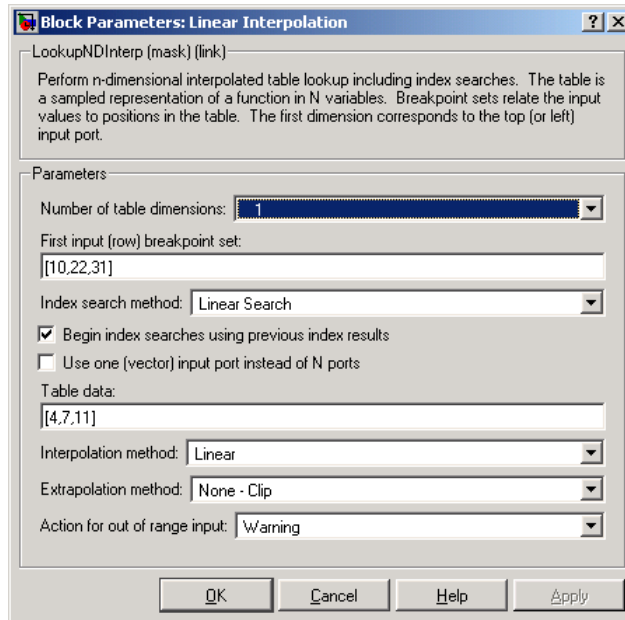 Block Parameters: Linear Interpolation
LookupNDInterp (mask) (link)
Perform n-dimensional interpolated table lookup including index searches. The table is
a sampled representation of a function in N variables. Breakpoint sets relate the input
values to positions in the table. The first dimension corresponds to the top (or left)
input port.
Parameters
Number of table dimensions: 1
First input (row) breakpoint set:
[10,22,31]
Index search method: Linear Search
Begin index searches using previous index results
Use one (vector) input port instead of N ports
Table data:
[4,7,11]
Interpolation method: Linear
Extrapolation method: None - Clip
Action for out of range input: Warning
OK Cancel Help Apply